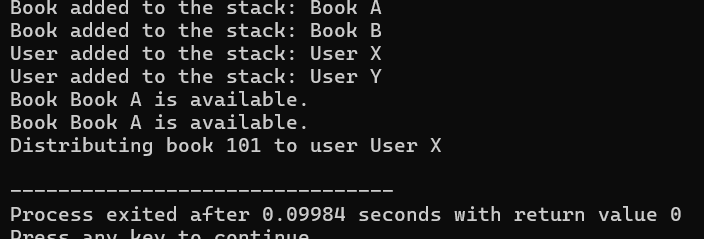 Book added to the stack: Book A
Book added to the stack: Book B
User added to the stack: User X
User added to the stack: User Y
Book Book A is available.
Book Book A is available.
Distributing book 101 to user User X
--------------------------------
Process exited after 0.09984 seconds with return value 0
Press any key to continue